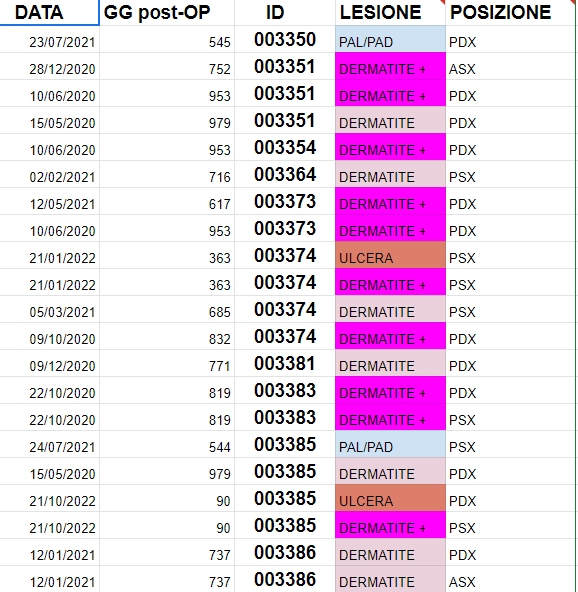 DATA GG post-OP ID LESIONE POSIZIONE
23/07/2021 545 003350 PAL/PAD PDX
28/12/2020 752 003351 DERMATITE + ASX
10/06/2020 953 003351 DERMATITE + PDX
15/05/2020 979 003351 DERMATITE PDX
10/06/2020 953 003354 DERMATITE + PDX
02/02/2021 716 003364 DERMATITE PSX
12/05/2021 617 003373 DERMATITE + PDX
10/06/2020 953 003373 DERMATITE + PDX
21/01/2022 363 003374 ULCERA PDX
21/01/2022 363 003374 DERMATITE + PSX
05/03/2021 685 003374 DERMATITE PSX
09/10/2020 832 003374 DERMATITE + PDX
09/12/2020 771 003381 DERMATITE PDX
22/10/2020 819 003383 DERMATITE + PDX
22/10/2020 819 003383 DERMATITE + PSX
24/07/2021 544 003385 PAL/PAD PSX
15/05/2020 979 003385 DERMATITE PDX
21/10/2022 90 003385 ULCERA PDX
21/10/2022 90 003385 DERMATITE + PSX
12/01/2021 737 003386 DERMATITE PDX
12/01/2021 737 003386 DERMATITE ASX